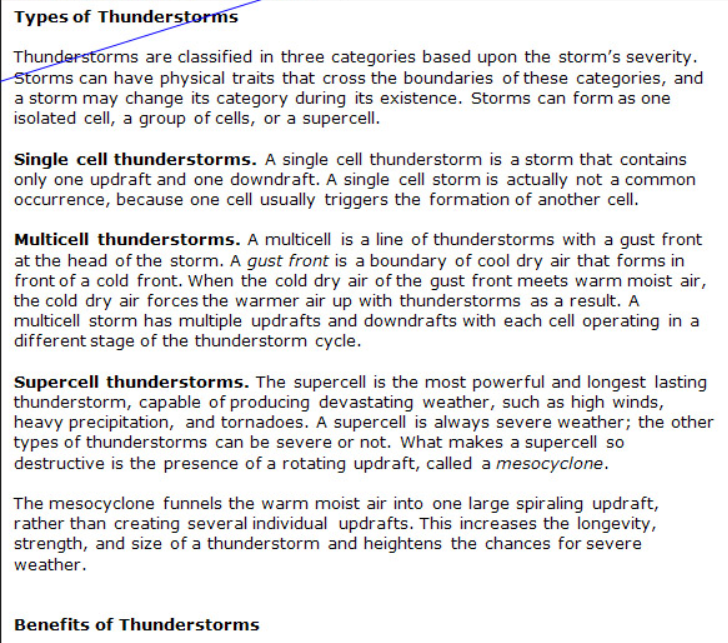 Types of Thunderstorms
Thunderstorms are classified in three categories based upon the storm's severity.
Storms can have physical traits that cross the boundaries of these categories, and
a storm may change its category during its existence. Storms can form as one
isolated cell, a group of cells, or a supercell.
Single cell thunderstorms. A single cell thunderstorm is a storm that contains
only one updraft and one downdraft. A single cell storm is actually not a common
occurrence, because one cell usually triggers the formation of another cell.
Multicell thunderstorms. A multicell is a line of thunderstorms with a gust front
at the head of the storm. A gust front is a boundary of cool dry air that forms in
front of a cold front. When the cold dry air of the gust front meets warm moist air,
the cold dry air forces the warmer air up with thunderstorms as a result. A
multicell storm has multiple updrafts and downdrafts with each cell operating in a
different stage of the thunderstorm cycle.
Supercell thunderstorms. The supercell is the most powerful and longest lasting
thunderstorm, capable of producing devastating weather, such as high winds,
heavy precipitation, and tornadoes. A supercell is always severe weather; the other
types of thunderstorms can be severe or not. What makes a supercell so
destructive is the presence of a rotating updraft, called a mesocyclone.
The mesocyclone funnels the warm moist air into one large spiraling updraft,
rather than creating several individual updrafts. This increases the longevity,
strength, and size of a thunderstorm and heightens the chances for severe
weather.
Benefits of Thunderstorms